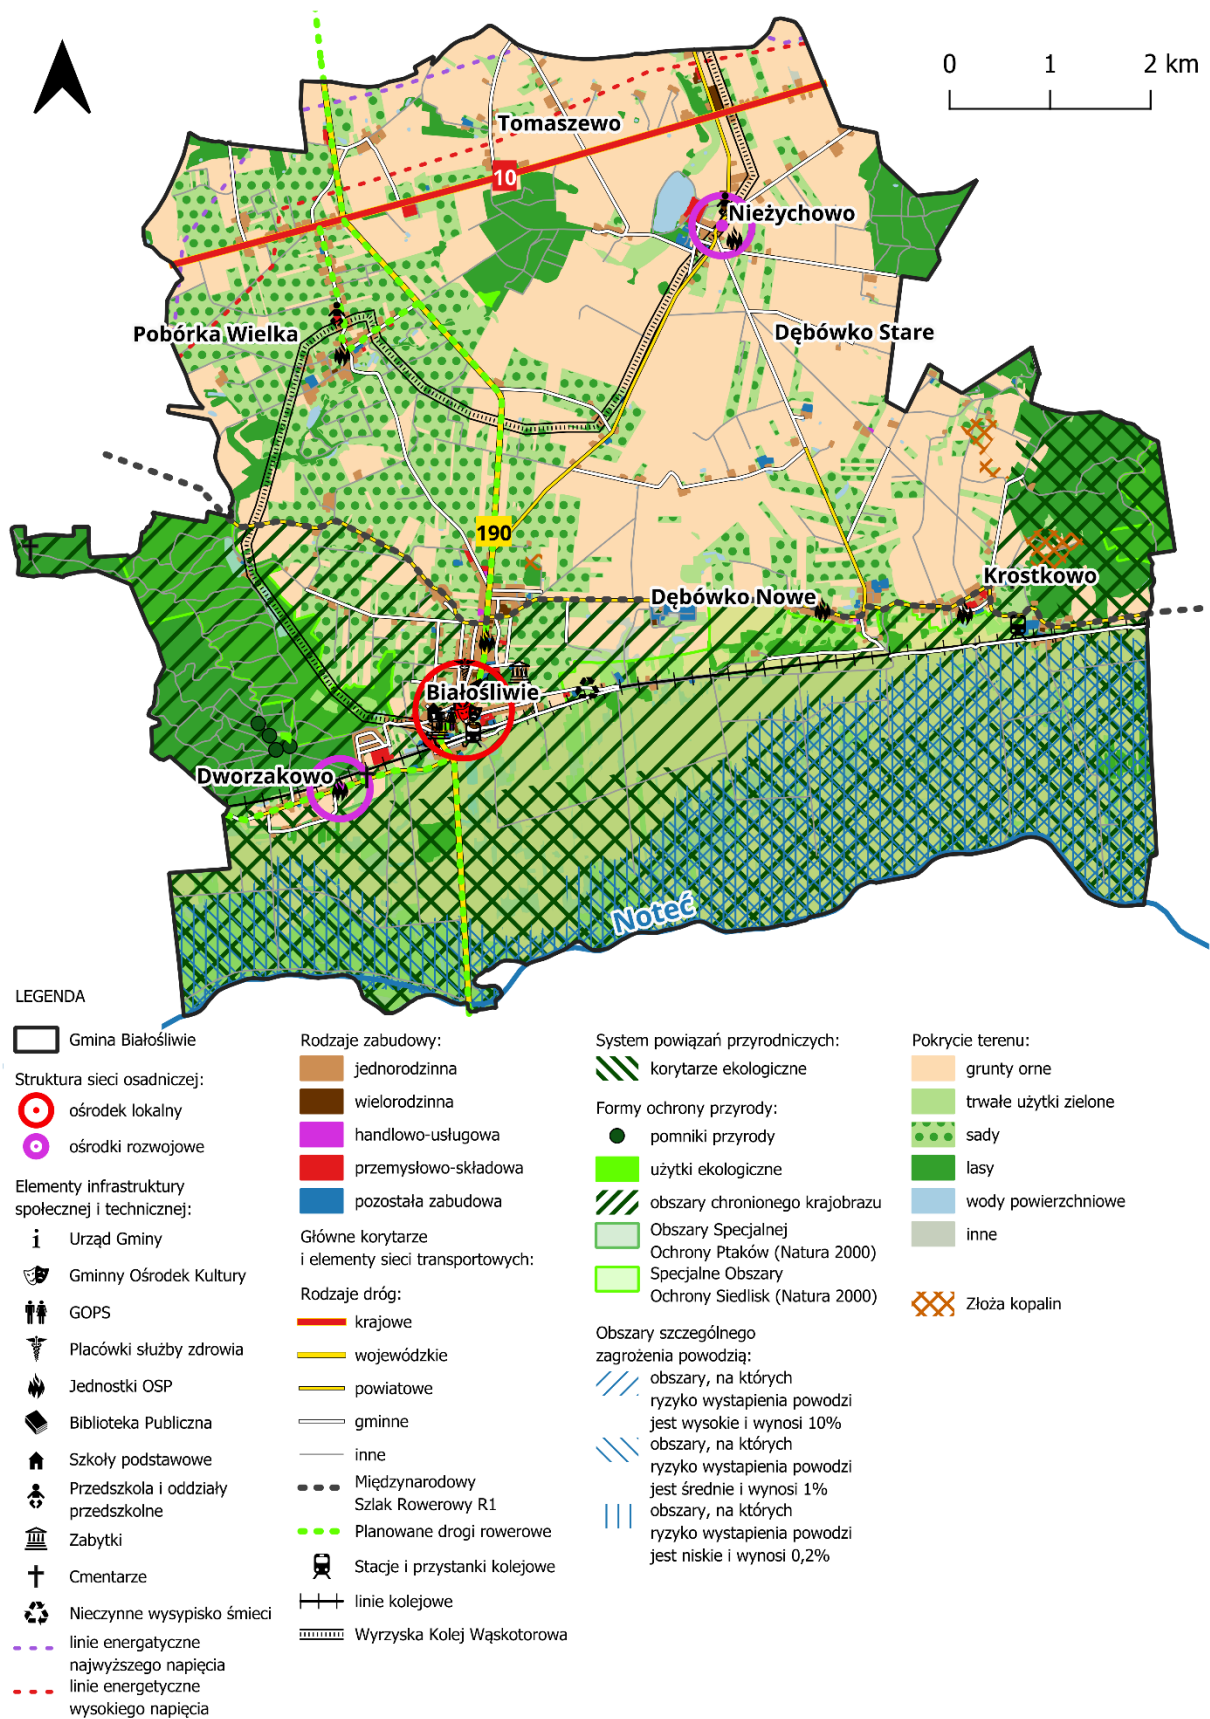 0 1 2 km
Tomaszewo
10
Nieżychowo
Pobórka Wielka
Dębówko Stare
190
Krostkowo
Dębówko Nowe
Białośliwie
Dworzakowo
Noteć
LEGENDA
Gmina Białośliwie
Struktura sieci osadniczej:
ośrodek lokalny
ośrodki rozwojowe
Elementy infrastruktury
społecznej i technicznej:
Urząd Gminy
Gminny Ośrodek Kultury
GOPS
Placówki służby zdrowia
Jednostki OSP
Biblioteka Publiczna
Szkoły podstawowe
Przedszkola i oddziały
przedszkolne
Zabytki
Cmentarze
Nieczynne wysypisko śmieci
linie energatyczne
najwyższego napięcia
linie energetyczne
wysokiego napięcia
Rodzaje zabudowy:
jednorodzinna
wielorodzinna
handlowo-usługowa
przemysłowo-składowa
pozostała zabudowa
Główne korytarze
i elementy sieci transportowych:
Rodzaje dróg:
krajowe
wojewódzkie
powiatowe
gminne
inne
Międzynarodowy
Szlak Rowerowy R1
Planowane drogi rowerowe
Stacje i przystanki kolejowe
linie kolejowe
Wyrzyska Kolej Wąskotorowa
System powiązań przyrodniczych:
korytarze ekologiczne
Formy ochrony przyrody:
pomniki przyrody
użytki ekologiczne
obszary chronionego krajobrazu
Obszary Specjalnej
Ochrony Ptaków (Natura 2000)
Specjalne Obszary
Ochrony Siedlisk (Natura 2000)
Obszary szczególnego
zagrożenia powodzią:
obszary, na których
ryzyko wystapienia powodzi
jest wysokie i wynosi 10%
obszary, na których
ryzyko wystapienia powodzi
jest średnie i wynosi 1%
obszary, na których
ryzyko wystapienia powodzi
jest niskie i wynosi 0,2%
Pokrycie terenu:
grunty orne
trwałe użytki zielone
sady
lasy
wody powierzchniowe
inne
Złoża kopalin